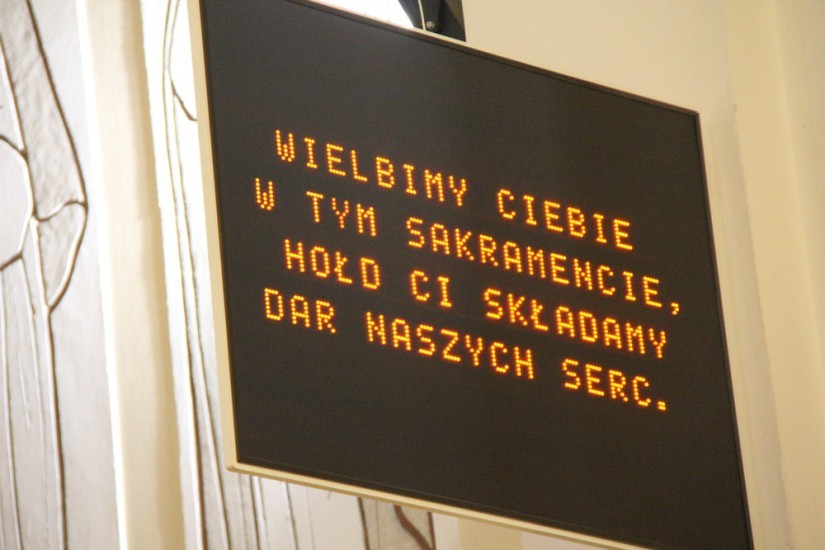 WIELBIMY CIEBIE
W TYM SAKRAMENCIE,
HOŁD CI SKŁADAMY
DAR NASZYCH SERC.